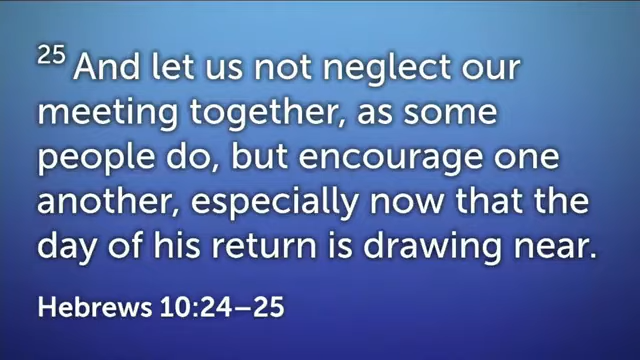 25 And let us not neglect our
meeting together, as some
people do, but encourage one
another, especially now that the
day of his return is drawing near.
Hebrews 10:24–25